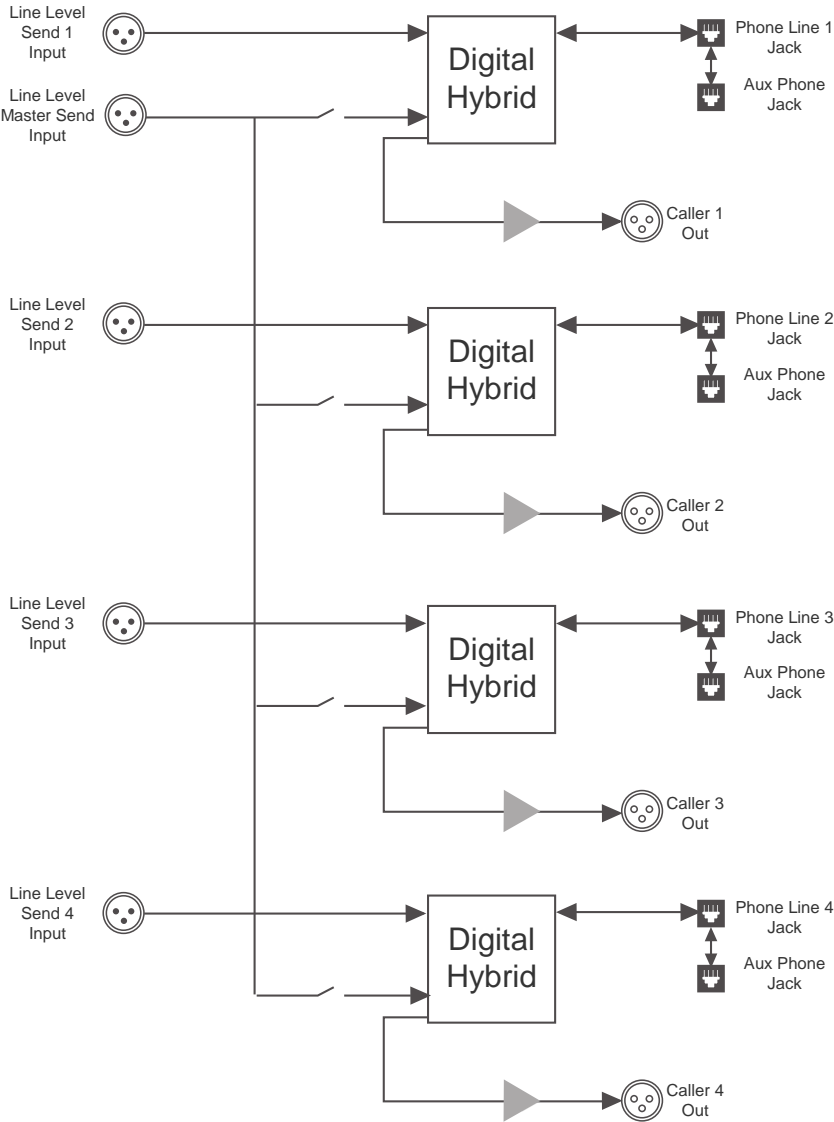 Line Level
Send 1
Input
Digital
Hybrid
Phone Line 1
Jack
Aux Phone
Jack
Line Level
Master Send
Input
Caller 1
Out
Line Level
Send 2
Input
Digital
Hybrid
Phone Line 2
Jack
Aux Phone
Jack
Caller 2
Out
Line Level
Send 3
Input
Digital
Hybrid
Phone Line 3
Jack
Aux Phone
Jack
Caller 3
Out
Line Level
Send 4
Input
Digital
Hybrid
Phone Line 4
Jack
Aux Phone
Jack
Caller 4
Out